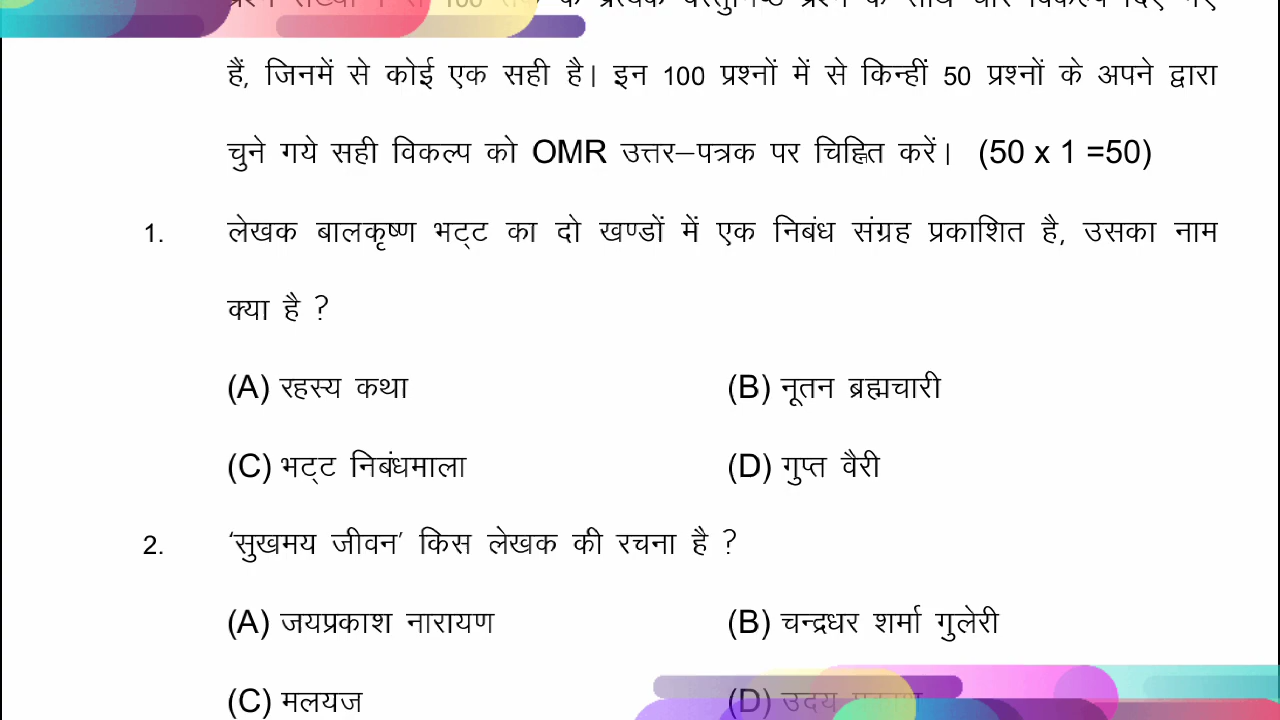 हैं, जिनमें से कोई एक सही है। इन 100 प्रश्नों में से किन्हीं 50 प्रश्नों के अपने द्वारा
चुने गये सही विकल्प को OMR उत्तर–पत्रक पर चिह्नित करें। (50 x 1 =50)
1. लेखक बालकृष्ण भट्ट का दो खण्डों में एक निबंध संग्रह प्रकाशित है, उसका नाम
क्या है ?
(A) रहस्य कथा (B) नूतन ब्रह्मचारी
(C) भट्ट निबंधमाला (D) गुप्त वैरी
2. ‘सुखमय जीवन’ किस लेखक की रचना है ?
(A) जयप्रकाश नारायण (B) चन्द्रधर शर्मा गुलेरी
(C) मलयज (D) उदय